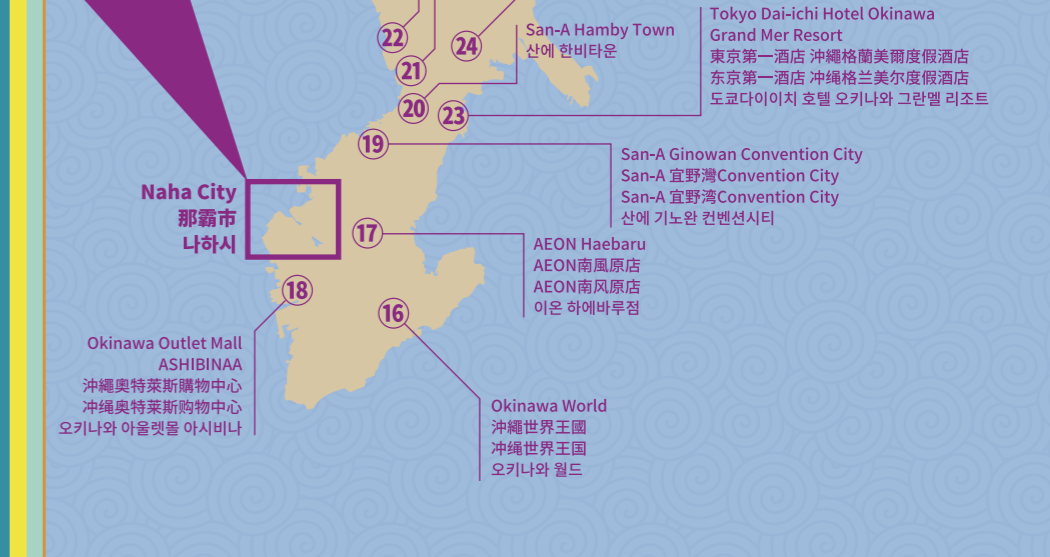 Tokyo Dai-ichi Hotel Okinawa
Grand Mer Resort
東京第一酒店 沖繩格蘭美爾度假酒店
东京第一酒店 冲绳格兰美尔度假酒店
도쿄다이이치 호텔 오키나와 그란멜 리조트
San-A Hamby Town
산에 한비타운
22
24
21
20
23
19
San-A Ginowan Convention City
San-A 宜野灣Convention City
San-A 宜野湾Convention City
산에 기노완 컨벤션시티
Naha City
那霸市
나하시
17
AEON Haebaru
AEON南風原店
AEON南风原店
이온 하에바루점
18
16
Okinawa Outlet Mall
ASHIBINAA
沖繩奧特萊斯購物中心
冲绳奥特莱斯购物中心
오키나와 아울렛몰 아시비나
Okinawa World
沖繩世界王國
冲绳世界王国
오키나와 월드